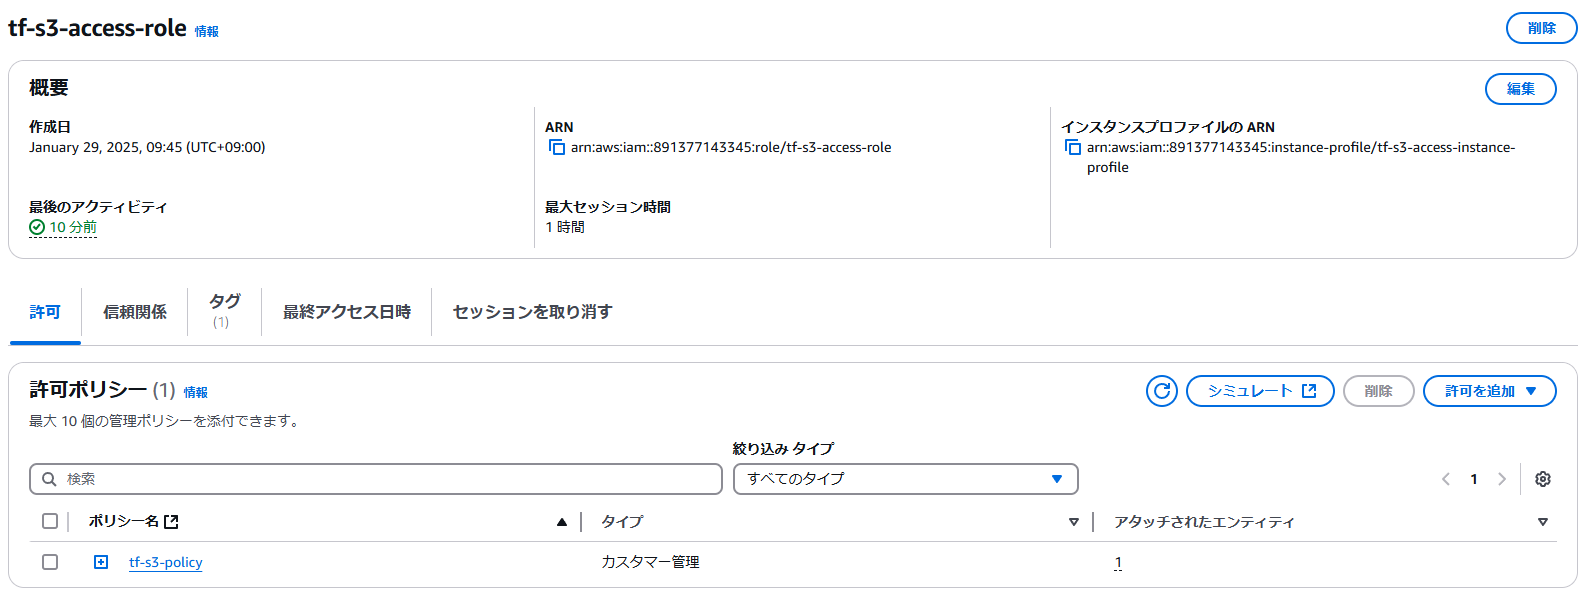 tf-s3-access-role 情報
削除
概要
編集
作成日
January 29, 2025, 09:45 (UTC+09:00)
ARN
arn:aws:iam::891377143345:role/tf-s3-access-role
インスタンスプロファイルの ARN
arn:aws:iam::891377143345:instance-profile/tf-s3-access-instance-
profile
最後のアクティビティ
10 分前
最大セッション時間
1 時間
許可
信頼関係
タグ
(1)
最終アクセス日時
セッションを取り消す
許可ポリシー (1) 情報
シミュレート
削除
許可を追加
最大 10 個の管理ポリシーを添付できます。
絞り込み タイプ
検索
すべてのタイプ
1
ポリシー名
タイプ
アタッチされたエンティティ
tf-s3-policy
カスタマー管理
1